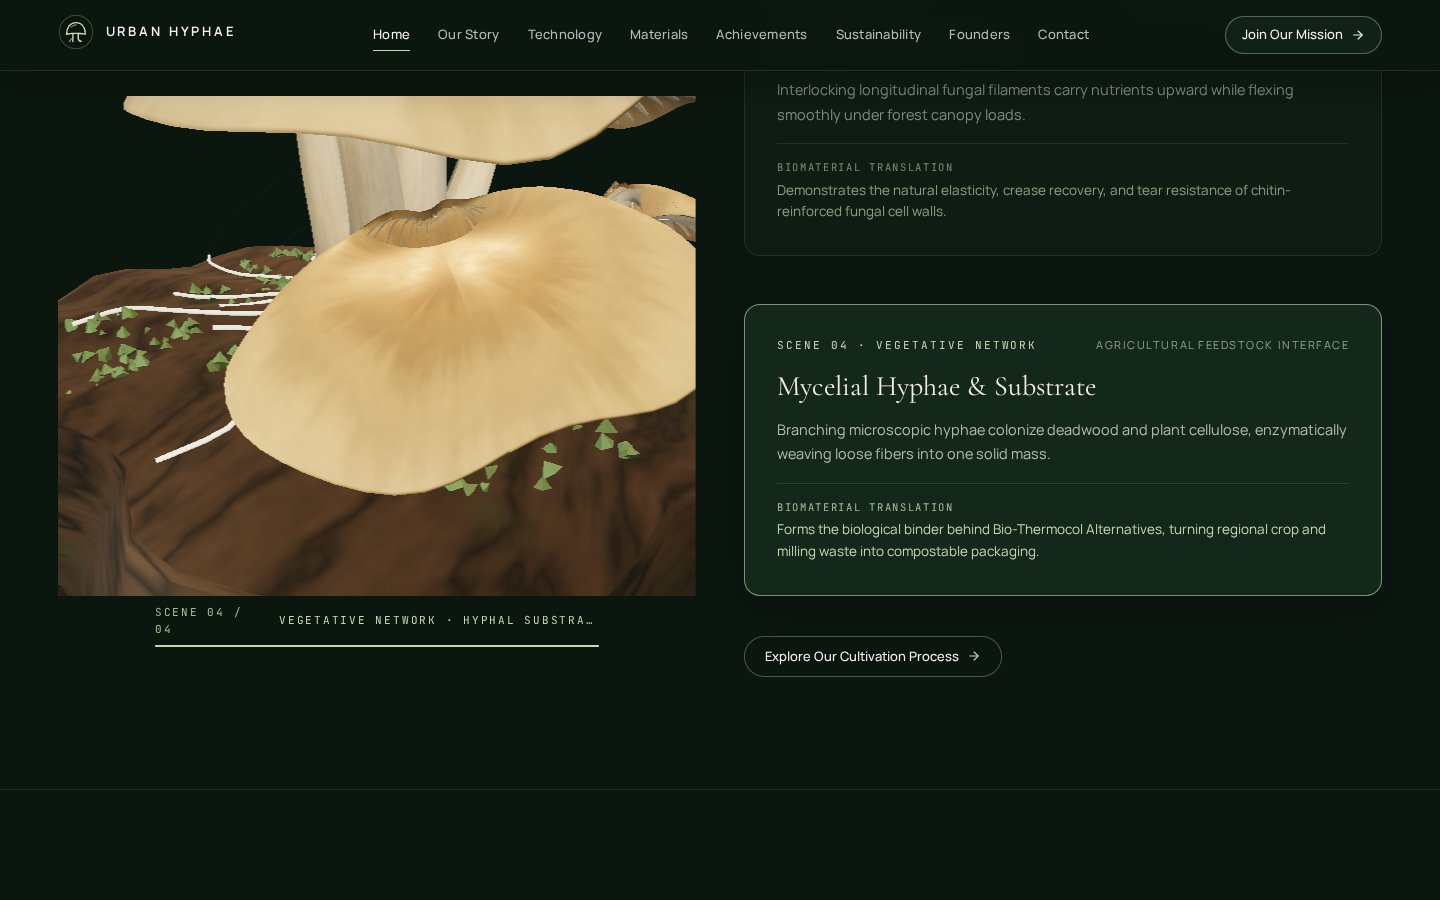 URBAN HYPHAE
Home
Our Story
Technology
Materials
Achievements
Sustainability
Founders
Contact
Join Our Mission
Interlocking longitudinal fungal filaments carry nutrients upward while flexing
smoothly under forest canopy loads.
BIOMATERIAL TRANSLATION
Demonstrates the natural elasticity, crease recovery, and tear resistance of chitin-
reinforced fungal cell walls.
SCENE 04 · VEGETATIVE NETWORK
AGRICULTURAL FEEDSTOCK INTERFACE
Mycelial Hyphae & Substrate
Branching microscopic hyphae colonize deadwood and plant cellulose, enzymatically
weaving loose fibers into one solid mass.
BIOMATERIAL TRANSLATION
Forms the biological binder behind Bio-Thermocol Alternatives, turning regional crop and
milling waste into compostable packaging.
SCENE 04 /
04
VEGETATIVE NETWORK · HYPHAL SUBSTRA…
Explore Our Cultivation Process